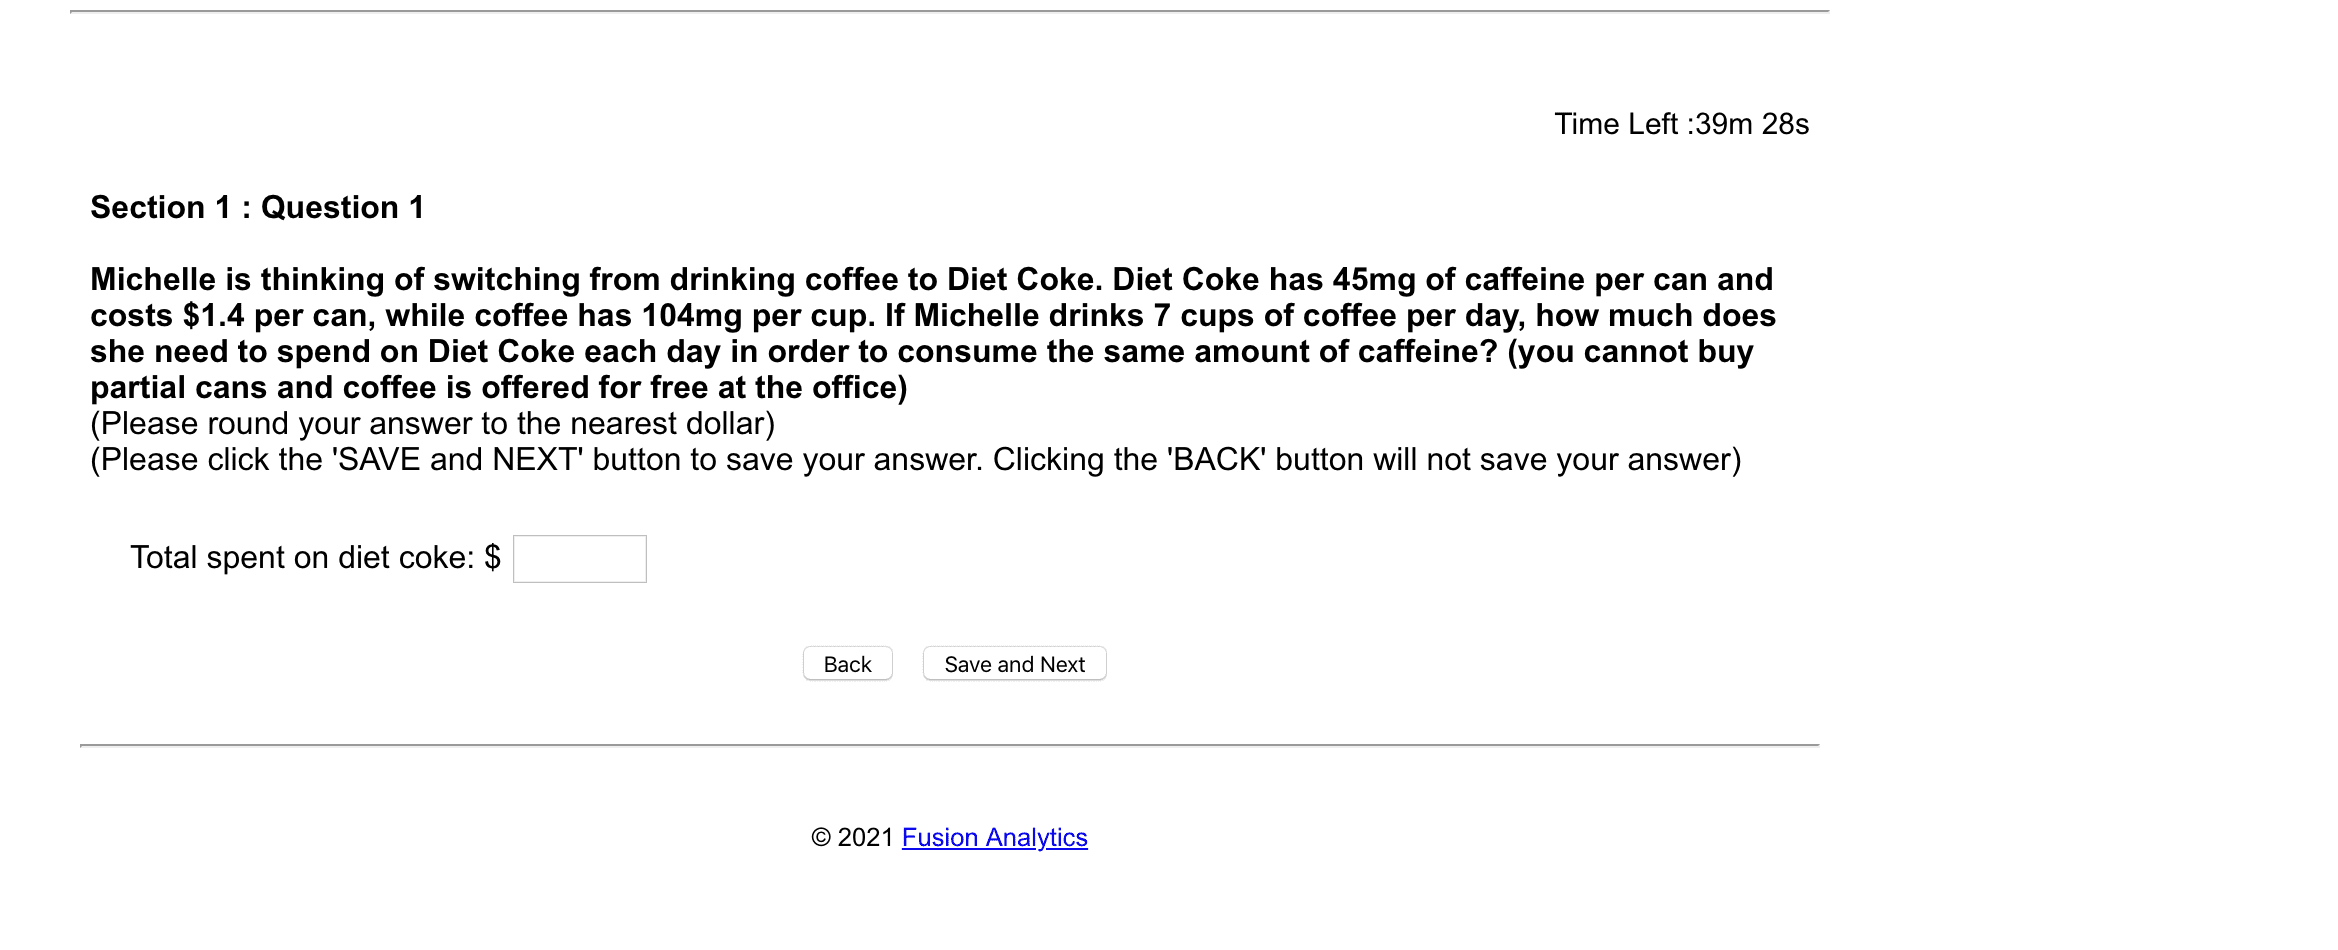 Time Left :39m 28s
Section 1 : Question 1
Michelle is thinking of switching from drinking coffee to Diet Coke. Diet Coke has 45mg of caffeine per can and
costs $1.4 per can, while coffee has 104mg per cup. If Michelle drinks 7 cups of coffee per day, how much does
she need to spend on Diet Coke each day in order to consume the same amount of caffeine? (you cannot buy
partial cans and coffee is offered for free at the office)
(Please round your answer to the nearest dollar)
(Please click the 'SAVE and NEXT' button to save your answer. Clicking the 'BACK' button will not save your answer)
Total spent on diet coke: $
Back Save and Next
© 2021 Fusion Analytics